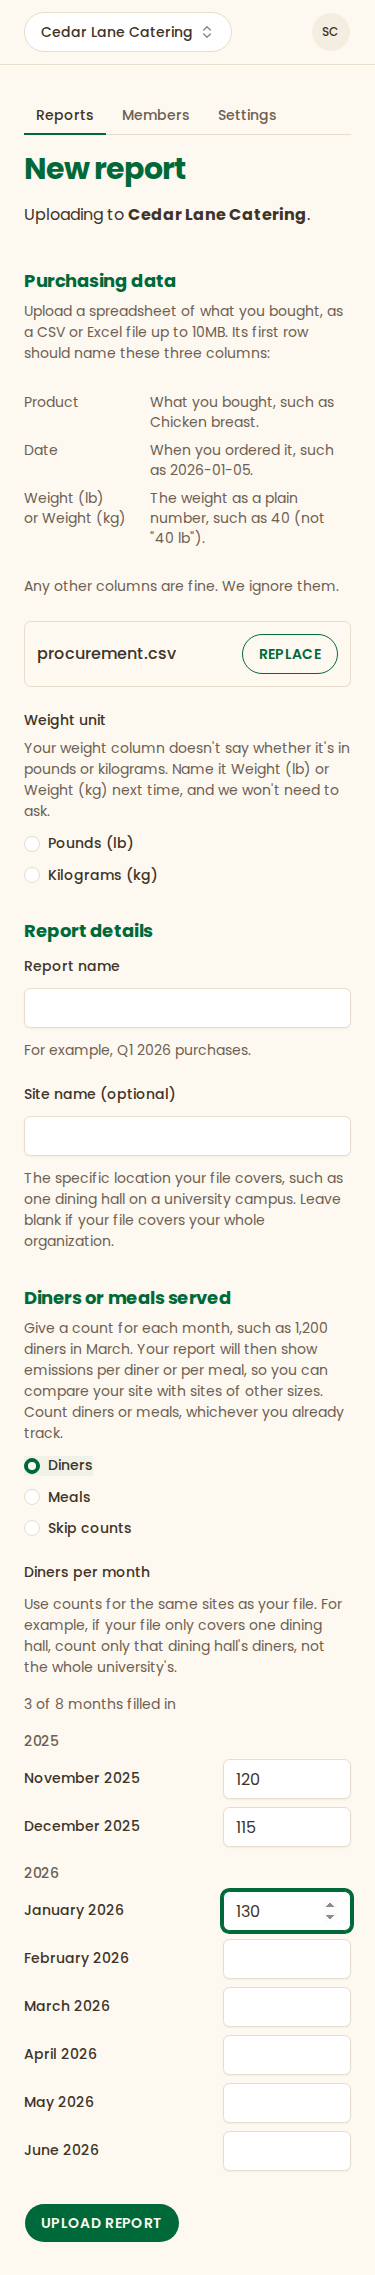 Cedar Lane Catering
SC
Reports Members Settings
New report
Uploading to Cedar Lane Catering.
Purchasing data
Upload a spreadsheet of what you bought, as
a CSV or Excel file up to 10MB. Its first row
should name these three columns:
Product What you bought, such as
Chicken breast.
Date When you ordered it, such
as 2026-01-05.
Weight (lb) The weight as a plain
or Weight (kg) number, such as 40 (not
"40 lb").
Any other columns are fine. We ignore them.
procurement.csv REPLACE
Weight unit
Your weight column doesn't say whether it's in
pounds or kilograms. Name it Weight (lb) or
Weight (kg) next time, and we won't need to
ask.
Pounds (lb)
Kilograms (kg)
Report details
Report name
For example, Q1 2026 purchases.
Site name (optional)
The specific location your file covers, such as
one dining hall on a university campus. Leave
blank if your file covers your whole
organization.
Diners or meals served
Give a count for each month, such as 1,200
diners in March. Your report will then show
emissions per diner or per meal, so you can
compare your site with sites of other sizes.
Count diners or meals, whichever you already
track.
Diners
Meals
Skip counts
Diners per month
Use counts for the same sites as your file. For
example, if your file only covers one dining
hall, count only that dining hall's diners, not
the whole university's.
3 of 8 months filled in
2025
November 2025 120
December 2025 115
2026
January 2026 130
February 2026
March 2026
April 2026
May 2026
June 2026
UPLOAD REPORT